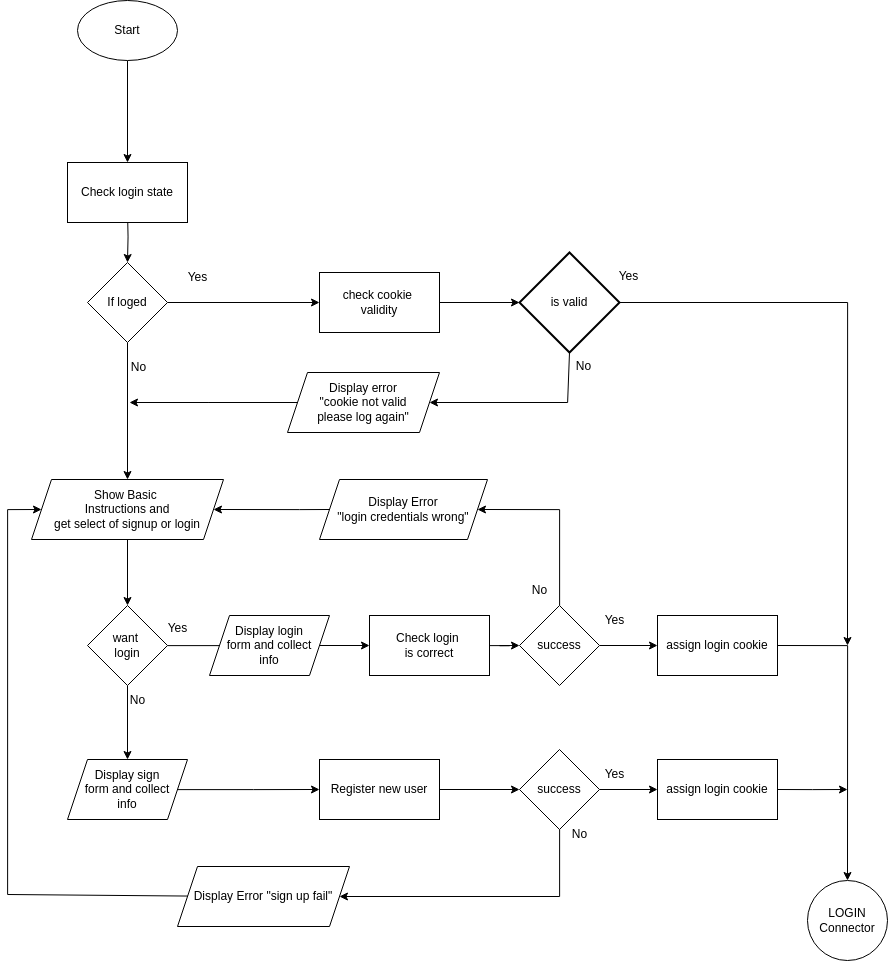 Start
Check login state
If loged
Yes
check cookie
validity
is valid
Yes
No
No
Display error
"cookie not valid
please log again"
Show Basic
Instructions and
get select of signup or login
Display Error
"login credentials wrong"
No
want
login
Yes
Display login
form and collect
info
Check login
is correct
success
Yes
assign login cookie
No
Display sign
form and collect
info
Register new user
success
Yes
assign login cookie
No
Display Error "sign up fail"
LOGIN
Connector